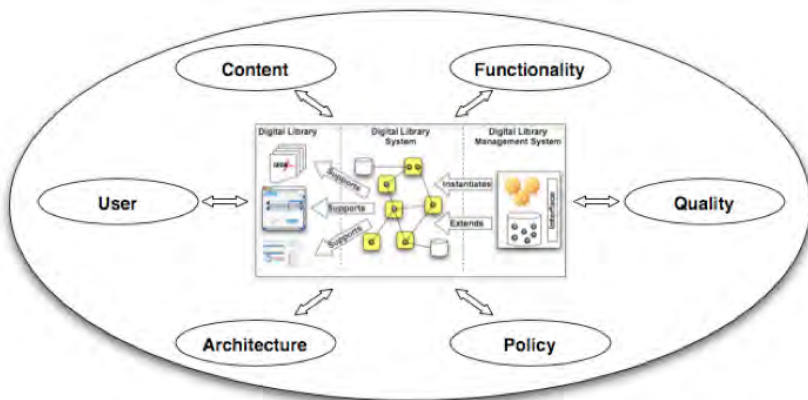 Content
Functionality
Digital Library
Digital Library
System
Digital Library
Management System
Supports
Instantiates
User
Supports
Interface
Quality
Extends
Supports
Architecture
Policy